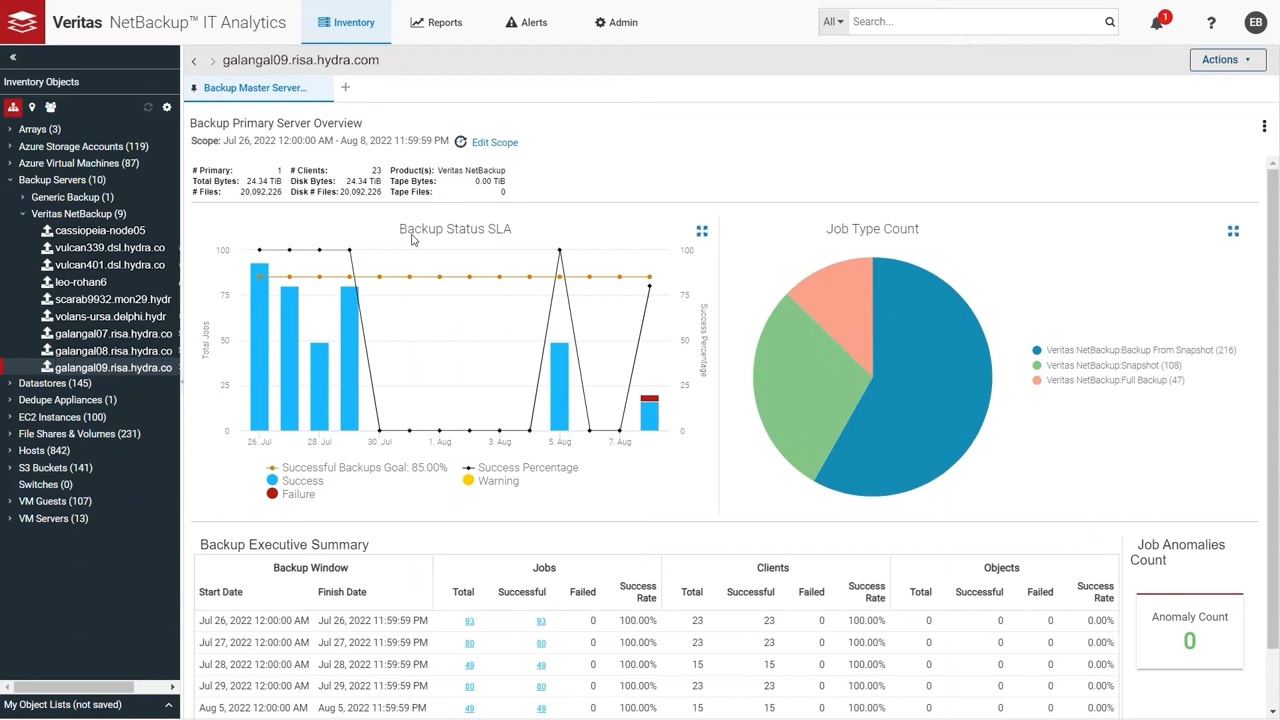 Veritas NetBackup™ IT Analytics
Inventory
Reports
Alerts
Admin
All
Search...
1
?
EB
«
Inventory Objects
Arrays (3)
Azure Storage Accounts (119)
Azure Virtual Machines (87)
Backup Servers (10)
Generic Backup (1)
Veritas NetBackup (9)
cassiopeia-node05
vulcan339.dsl.hydra.co
vulcan401.dsl.hydra.co
leo-rohan6
scarab9932.mon29.hydr
volans-ursa.delphi.hydr
galangal07.risa.hydra.co
galangal08.risa.hydra.co
galangal09.risa.hydra.co
Datastores (145)
Dedupe Appliances (1)
EC2 Instances (100)
File Shares & Volumes (231)
Hosts (842)
S3 Buckets (141)
Switches (0)
VM Guests (107)
VM Servers (13)
My Object Lists (not saved)
galangal09.risa.hydra.com
Actions
Backup Master Server...
+
Backup Primary Server Overview
Scope: Jul 26, 2022 12:00:00 AM - Aug 8, 2022 11:59:59 PM Edit Scope
# Primary: 1 # Clients: 23 Product(s): Veritas NetBackup
Total Bytes: 24.34 TiB Disk Bytes: 24.34 TiB Tape Bytes: 0.00 TiB
# Files: 20,092,226 Disk # Files: 20,092,226 Tape Files: 0
Backup Status SLA
100
75
50
25
0
Total Jobs
100
75
50
25
0
Success Percentage
26. Jul 28. Jul 30. Jul 1. Aug 3. Aug 5. Aug 7. Aug
Successful Backups Goal: 85.00% Success Percentage
Success Warning
Failure
Job Type Count
Veritas NetBackup:Backup From Snapshot (216)
Veritas NetBackup:Snapshot (108)
Veritas NetBackup:Full Backup (47)
Backup Executive Summary
Backup Window Jobs Clients Objects
Start Date Finish Date Total Successful Failed Success Rate Total Successful Failed Success Rate Total Successful Failed Success Rate
Jul 26, 2022 12:00:00 AM Jul 26, 2022 11:59:59 PM 93 93 0 100.00% 23 23 0 100.00% 0 0 0 0.00%
Jul 27, 2022 12:00:00 AM Jul 27, 2022 11:59:59 PM 80 80 0 100.00% 23 23 0 100.00% 0 0 0 0.00%
Jul 28, 2022 12:00:00 AM Jul 28, 2022 11:59:59 PM 49 49 0 100.00% 15 15 0 100.00% 0 0 0 0.00%
Jul 29, 2022 12:00:00 AM Jul 29, 2022 11:59:59 PM 80 80 0 100.00% 23 23 0 100.00% 0 0 0 0.00%
Aug 5, 2022 12:00:00 AM Aug 5, 2022 11:59:59 PM 49 49 0 100.00% 15 15 0 100.00% 0 0 0 0.00%
Job Anomalies
Count
Anomaly Count
0